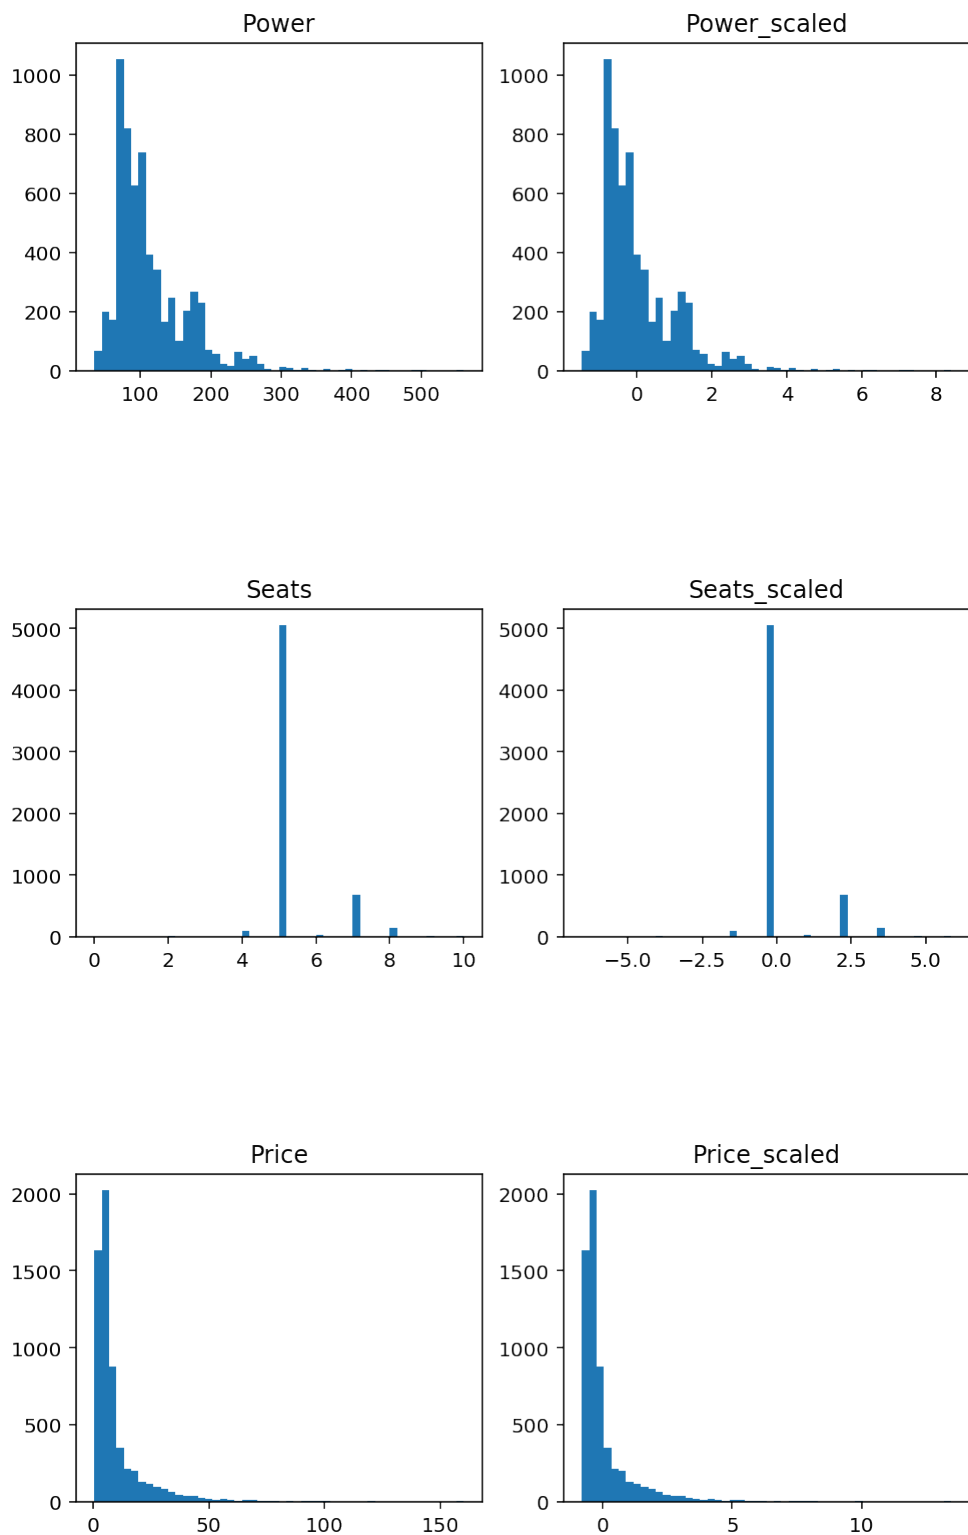 Power Power_scaled
1000 1000
800 800
600 600
400 400
200 200
0 0
100 200 300 400 500 0 2 4 6 8
Seats Seats_scaled
5000 5000
4000 4000
3000 3000
2000 2000
1000 1000
0 0
0 2 4 6 8 10 −5.0 −2.5 0.0 2.5 5.0
Price Price_scaled
2000 2000
1500 1500
1000 1000
500 500
0 0
0 50 100 150 0 5 10